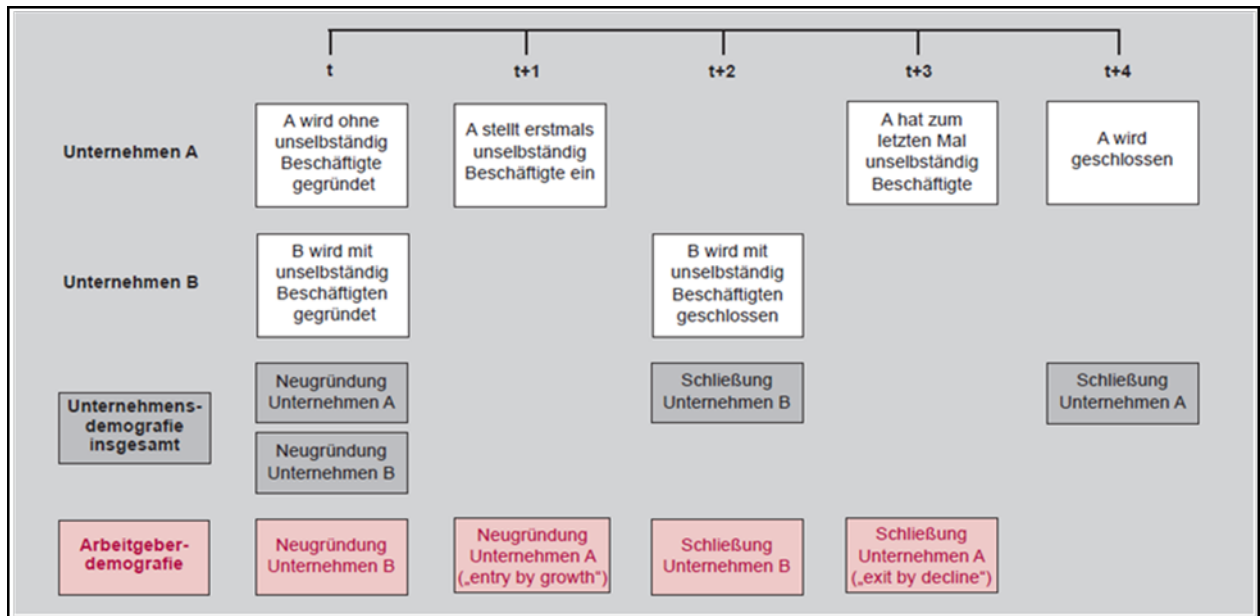 t
t+1
t+2
t+3
t+4
Unternehmen A
A wird ohne
unselbständig
Beschäftigte
gegründet
A stellt erstmals
unselbständig
Beschäftigte ein
A hat zum
letzten Mal
unselbständig
Beschäftigte
A wird
geschlossen
Unternehmen B
B wird mit
unselbständig
Beschäftigten
gegründet
B wird mit
unselbständig
Beschäftigten
geschlossen
Unternehmens-
demografie
insgesamt
Neugründung
Unternehmen A
Neugründung
Unternehmen B
Schließung
Unternehmen B
Schließung
Unternehmen A
Arbeitgeber-
demografie
Neugründung
Unternehmen B
Neugründung
Unternehmen A
(„entry by growth“)
Schließung
Unternehmen B
Schließung
Unternehmen A
(„exit by decline“)